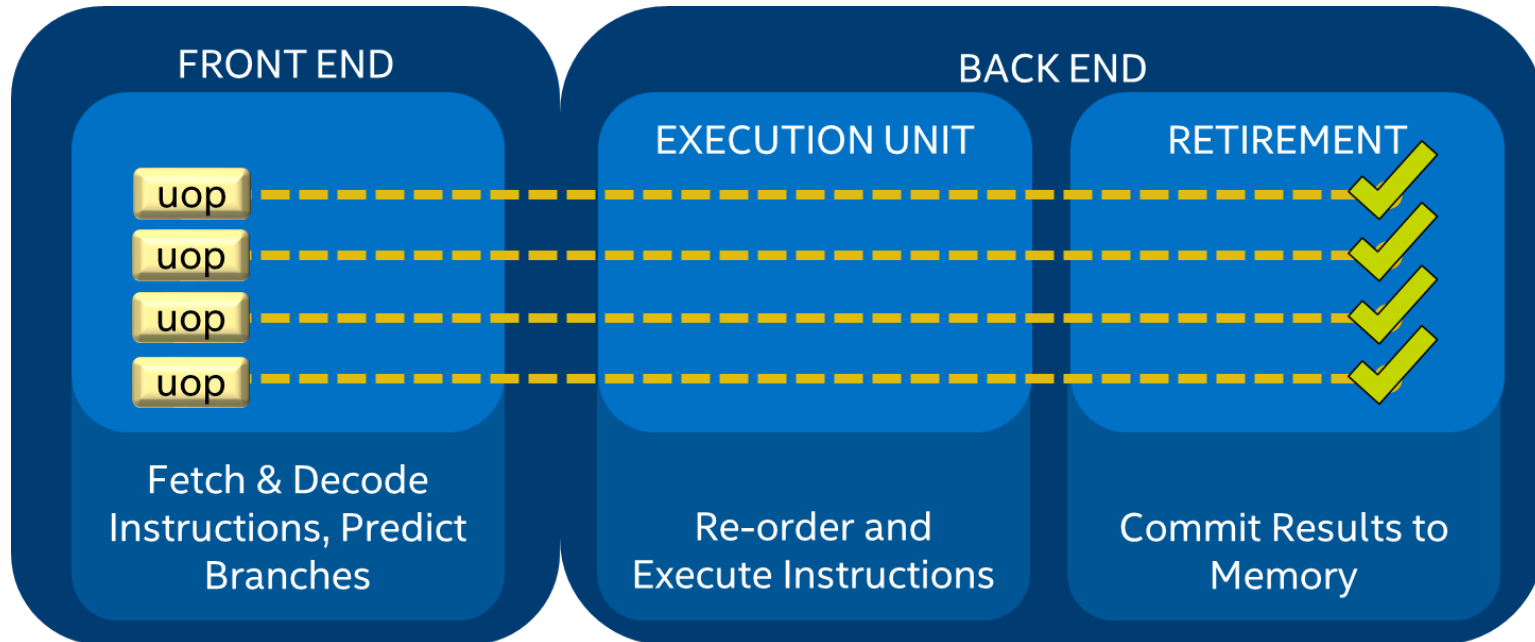 FRONT END
BACK END
EXECUTION UNIT
RETIREMENT
uop
uop
uop
uop
Fetch & Decode
Instructions, Predict
Branches
Re-order and
Execute Instructions
Commit Results to
Memory